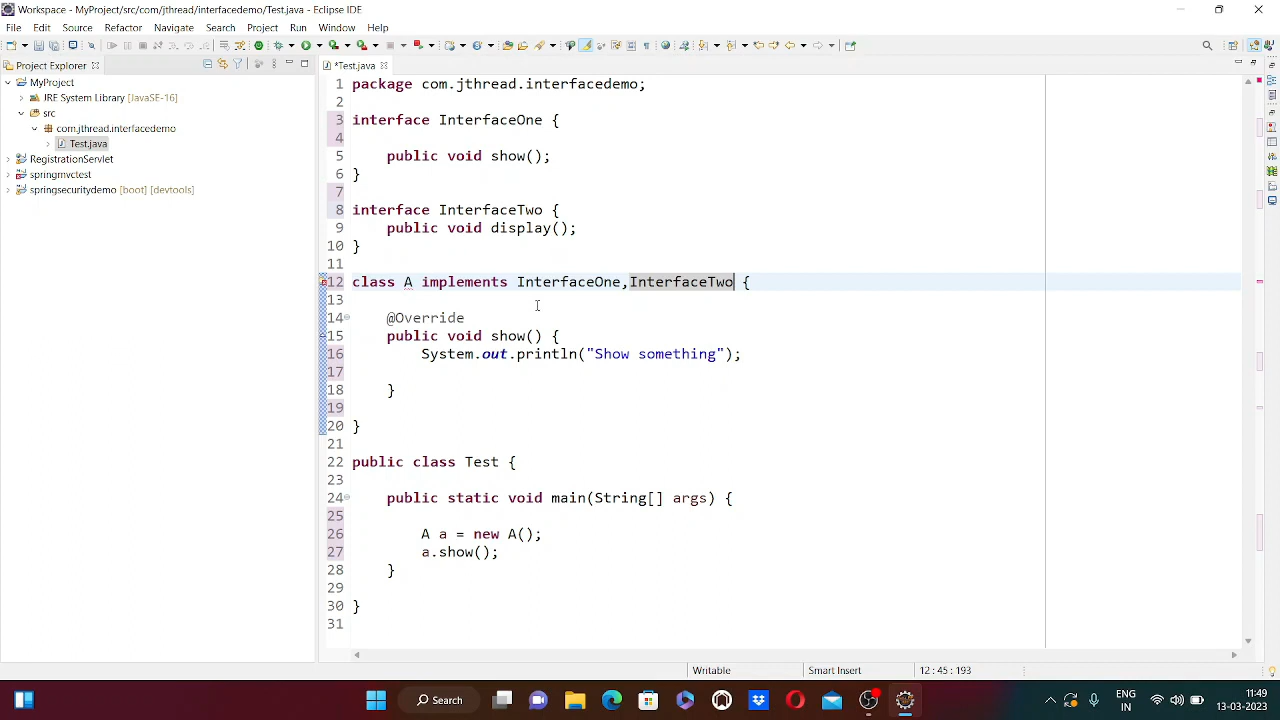 Workspace - MyProject/src/com/jthread/interfacedemo/Test.java - Eclipse IDE
File Edit Source Refactor Navigate Search Project Run Window Help
Project Explorer
*Test.java
MyProject
JRE System Library [JavaSE-16]
src
com.jthread.interfacedemo
Test.java
RegistrationServlet
springmvctest
springsecuritydemo [boot] [devtools]
1 package com.jthread.interfacedemo;
2
3 interface InterfaceOne {
4
5 public void show();
6 }
7
8 interface InterfaceTwo {
9 public void display();
10 }
11
12 class A implements InterfaceOne,InterfaceTwo {
13
14 @Override
15 public void show() {
16 System.out.println("Show something");
17
18 }
19
20 }
21
22 public class Test {
23
24 public static void main(String[] args) {
25
26 A a = new A();
27 a.show();
28 }
29
30 }
31
Writable Smart Insert 12 : 45 : 193
Search
ENG
IN
11:49
13-03-2023